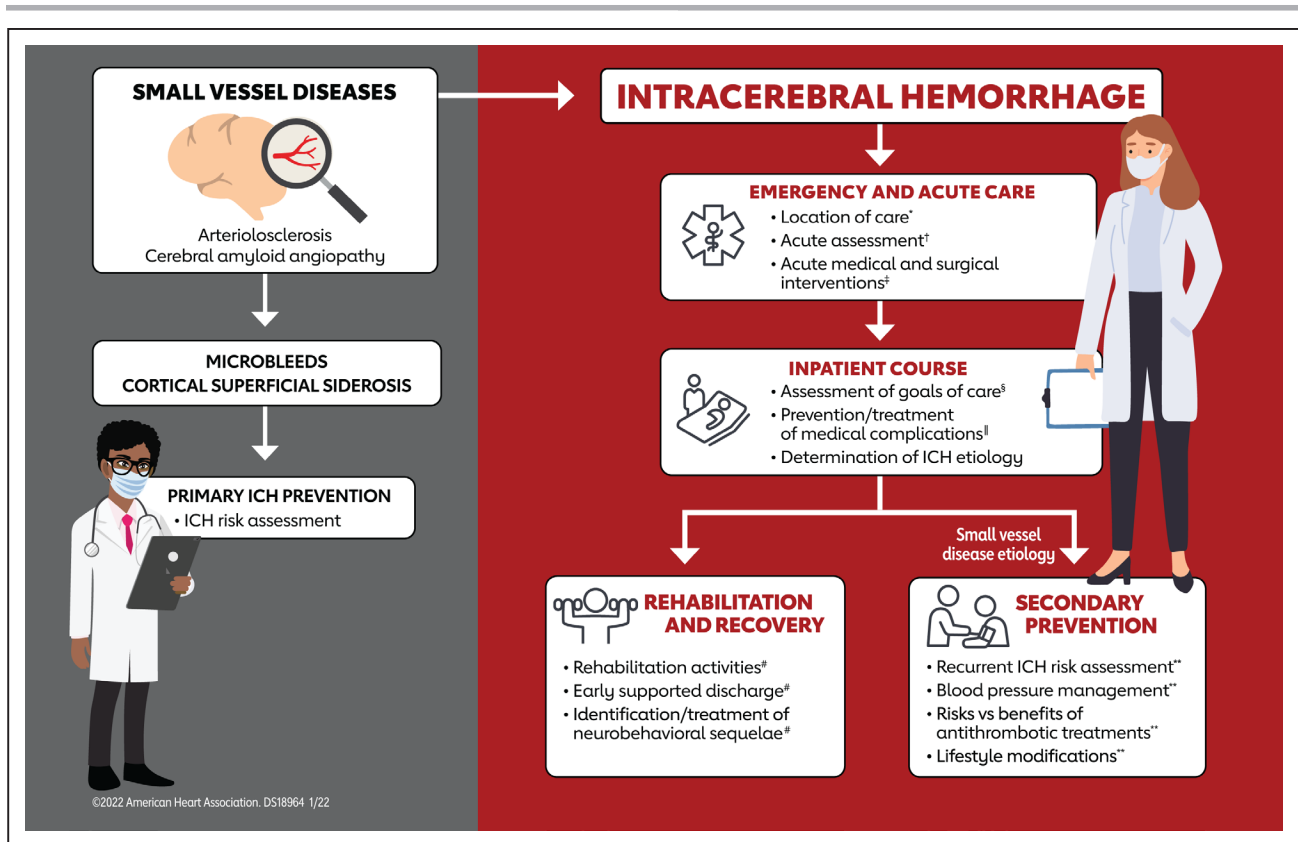 SMALL VESSEL DISEASES
Arteriolosclerosis
Cerebral amyloid angiopathy
MICROBLEEDS
CORTICAL SUPERFICIAL SIDEROSIS
PRIMARY ICH PREVENTION
• ICH risk assessment
©2022 American Heart Association. DS18964 1/22
INTRACEREBRAL HEMORRHAGE
EMERGENCY AND ACUTE CARE
• Location of care*
• Acute assessment†
• Acute medical and surgical
interventions‡
INPATIENT COURSE
• Assessment of goals of care§
• Prevention/treatment
of medical complications‖
• Determination of ICH etiology
Small vessel
disease etiology
REHABILITATION
AND RECOVERY
• Rehabilitation activities#
• Early supported discharge#
• Identification/treatment of
neurobehavioral sequelae#
SECONDARY
PREVENTION
• Recurrent ICH risk assessment**
• Blood pressure management**
• Risks vs benefits of
antithrombotic treatments**
• Lifestyle modifications**